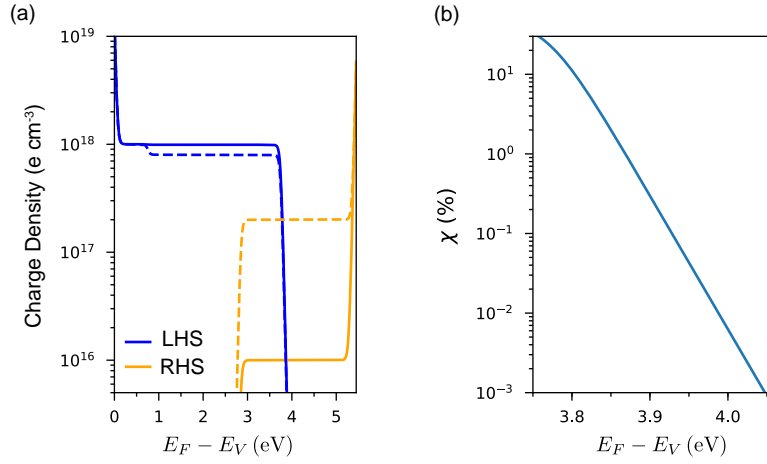 (a)
10^19
10^18
10^17
10^16
Charge Density (e cm^-3)
LHS
RHS
0 1 2 3 4 5
E_F − E_V (eV)
(b)
10^1
10^0
10^-1
10^-2
10^-3
χ (%)
3.8 3.9 4.0
E_F − E_V (eV)